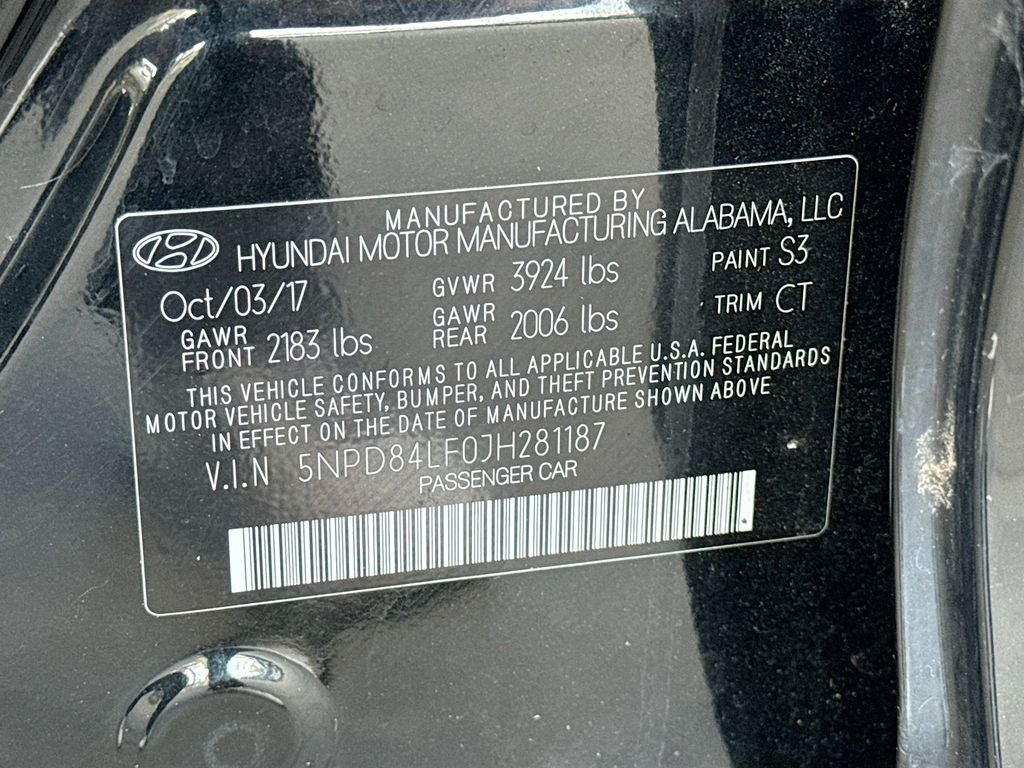 MANUFACTURED BY
HYUNDAI MOTOR MANUFACTURING ALABAMA, LLC
Oct/03/17 GVWR 3924 lbs PAINT S3
GAWR FRONT 2183 lbs GAWR REAR 2006 lbs TRIM CT
THIS VEHICLE CONFORMS TO ALL APPLICABLE U.S.A. FEDERAL
MOTOR VEHICLE SAFETY, BUMPER, AND THEFT PREVENTION STANDARDS
IN EFFECT ON THE DATE OF MANUFACTURE SHOWN ABOVE
V.I.N 5NPD84LF0JH281187
PASSENGER CAR